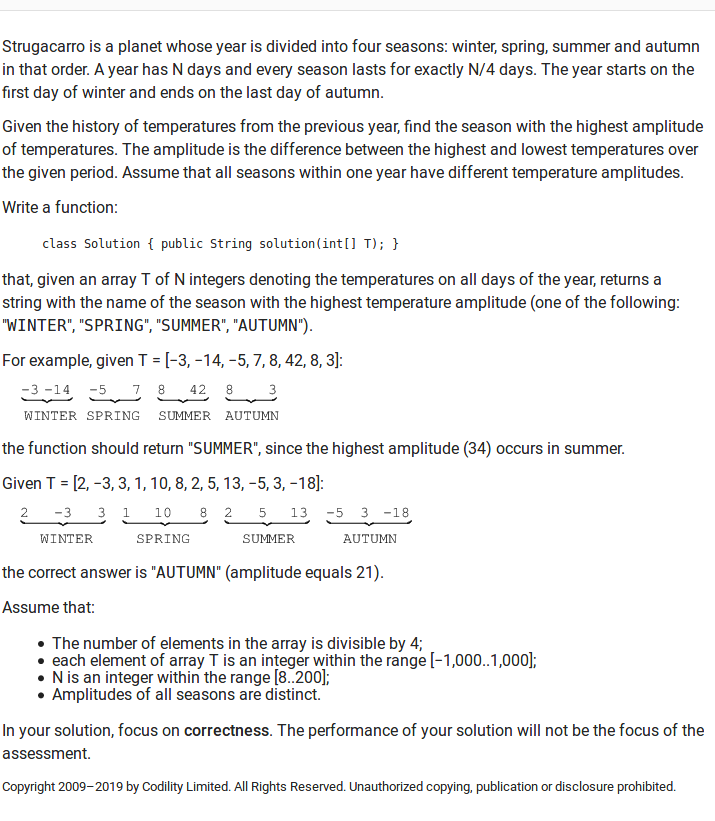 Strugacarro is a planet whose year is divided into four seasons: winter, spring, summer and autumn
in that order. A year has N days and every season lasts for exactly N/4 days. The year starts on the
first day of winter and ends on the last day of autumn.
Given the history of temperatures from the previous year, find the season with the highest amplitude
of temperatures. The amplitude is the difference between the highest and lowest temperatures over
the given period. Assume that all seasons within one year have different temperature amplitudes.
Write a function:
class Solution { public String solution(int[] T); }
that, given an array T of N integers denoting the temperatures on all days of the year, returns a
string with the name of the season with the highest temperature amplitude (one of the following:
"WINTER", "SPRING", "SUMMER", "AUTUMN").
For example, given T = [−3, −14, −5, 7, 8, 42, 8, 3]:
-3 -14 -5 7 8 42 8 3
WINTER SPRING SUMMER AUTUMN
the function should return "SUMMER", since the highest amplitude (34) occurs in summer.
Given T = [2, −3, 3, 1, 10, 8, 2, 5, 13, −5, 3, −18]:
2 -3 3 1 10 8 2 5 13 -5 3 -18
WINTER SPRING SUMMER AUTUMN
the correct answer is "AUTUMN" (amplitude equals 21).
Assume that:
• The number of elements in the array is divisible by 4;
• each element of array T is an integer within the range [−1,000..1,000];
• N is an integer within the range [8..200];
• Amplitudes of all seasons are distinct.
In your solution, focus on correctness. The performance of your solution will not be the focus of the
assessment.
Copyright 2009–2019 by Codility Limited. All Rights Reserved. Unauthorized copying, publication or disclosure prohibited.